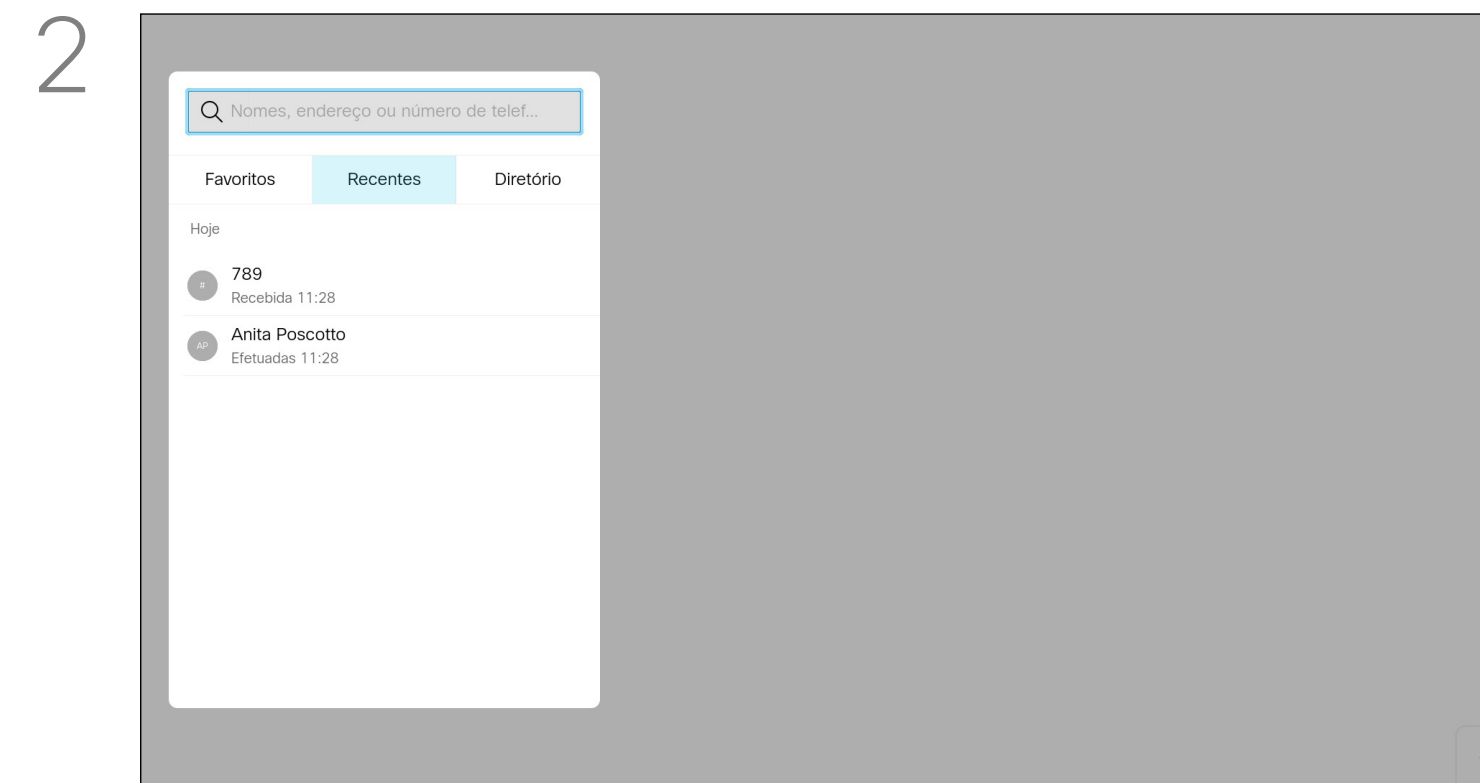 2
Nomes, endereço ou número de telef...
Favoritos Recentes Diretório
Hoje
789
# Recebida 11:28
Anita Poscotto
AP Efetuadas 11:28